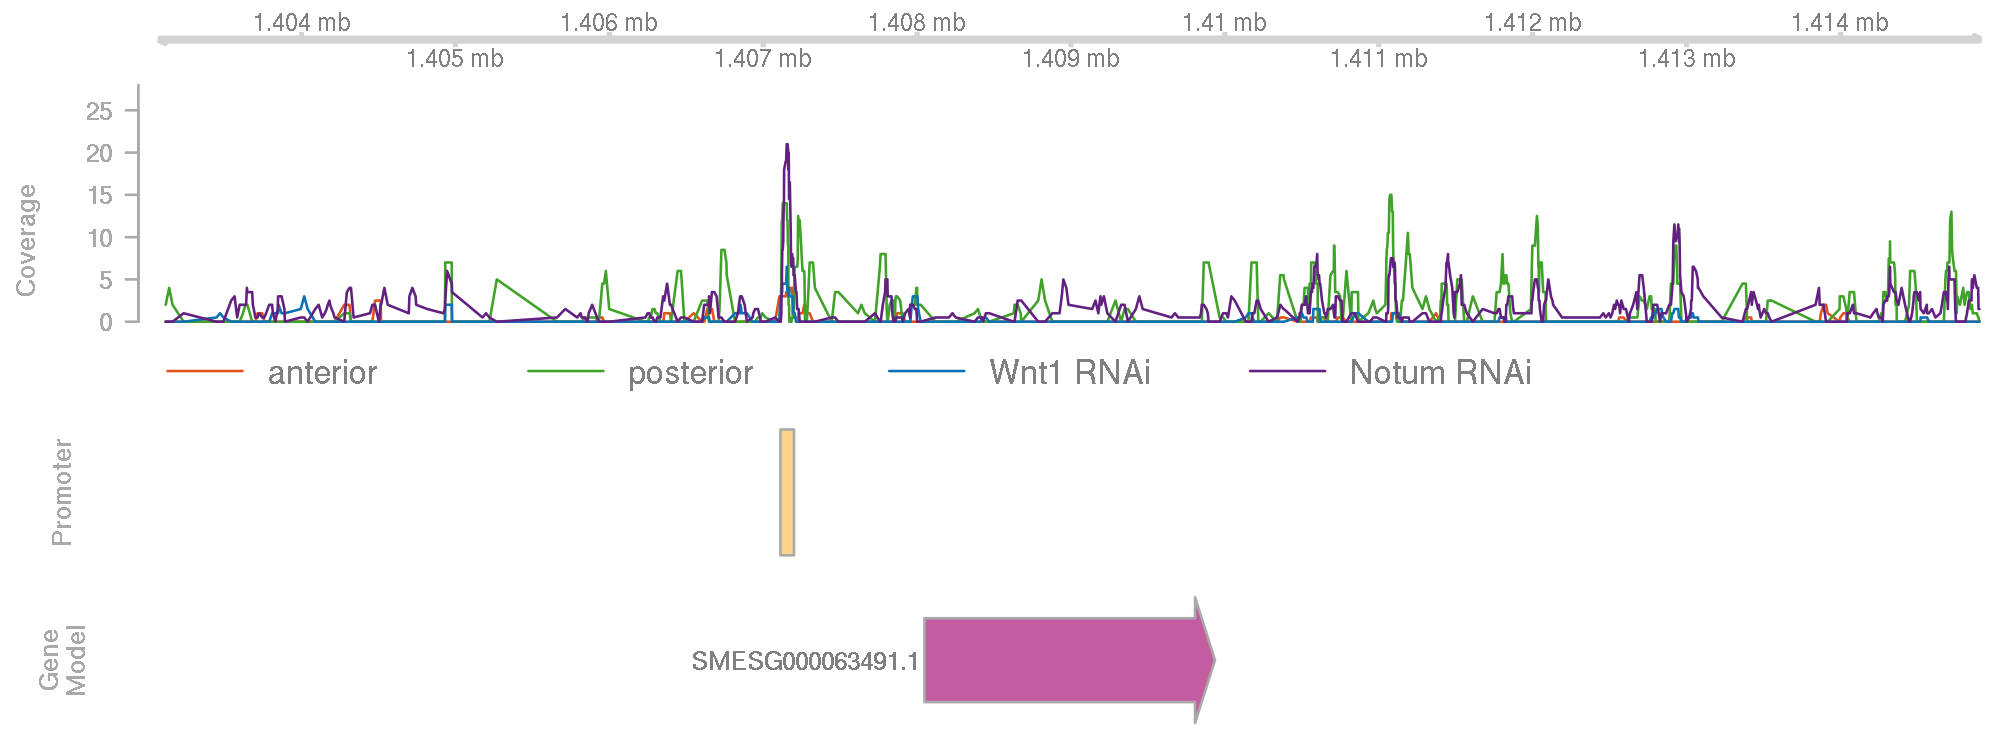 1.404 mb 1.406 mb 1.408 mb 1.41 mb 1.412 mb 1.414 mb
1.405 mb 1.407 mb 1.409 mb 1.411 mb 1.413 mb
25
20
15
10
5
0
Coverage
anterior posterior Wnt1 RNAi Notum RNAi
Promoter
Gene
Model
SMESG000063491.1